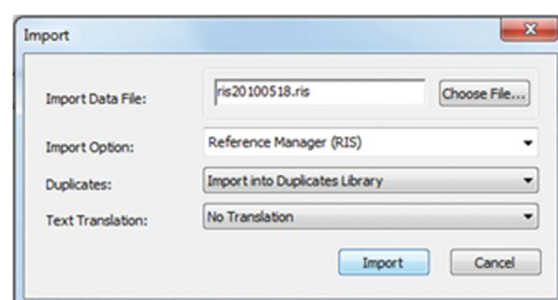 Import
Import Data File: ris20100518.ris Choose File...
Import Option: Reference Manager (RIS)
Duplicates: Import into Duplicates Library
Text Translation: No Translation
Import Cancel